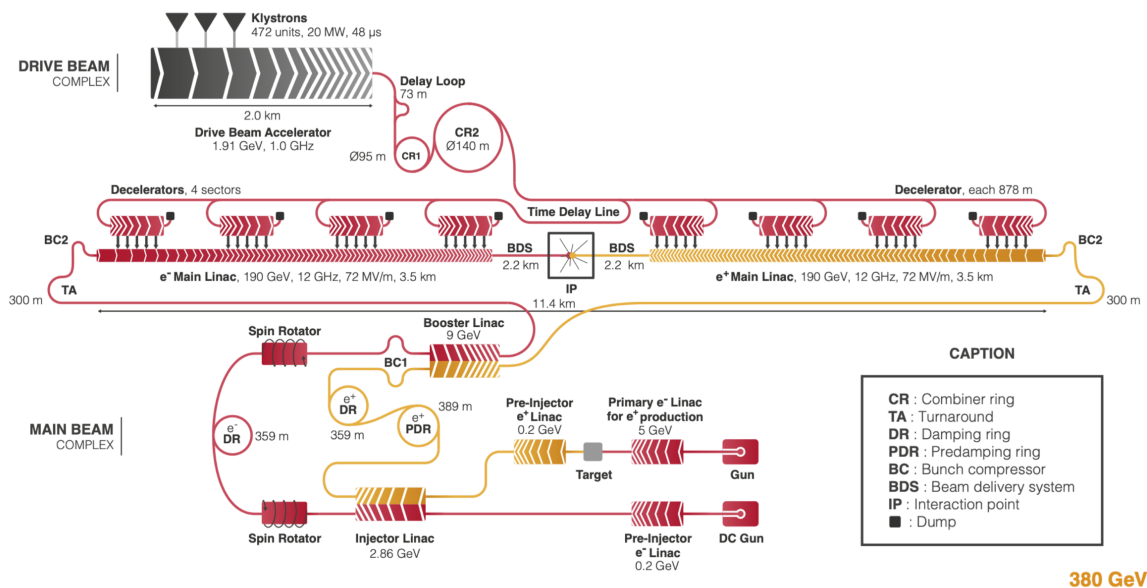 Klystrons
472 units, 20 MW, 48 µs
DRIVE BEAM
COMPLEX
2.0 km
Drive Beam Accelerator
1.91 GeV, 1.0 GHz
Delay Loop
73 m
CR2
Ø140 m
Ø95 m
CR1
Decelerators, 4 sectors
Decelerator, each 878 m
Time Delay Line
BC2
BDS
BDS
BC2
2.2 km
2.2 km
e⁻ Main Linac, 190 GeV, 12 GHz, 72 MV/m, 3.5 km
IP
e⁺ Main Linac, 190 GeV, 12 GHz, 72 MV/m, 3.5 km
TA
TA
300 m
11.4 km
300 m
Spin Rotator
Booster Linac
9 GeV
BC1
CAPTION
CR : Combiner ring
TA : Turnaround
DR : Damping ring
PDR : Predamping ring
BC : Bunch compressor
BDS : Beam delivery system
IP : Interaction point
: Dump
MAIN BEAM
COMPLEX
e⁻
DR
359 m
e⁺
DR
359 m
389 m
e⁺
PDR
Pre-Injector
e⁺ Linac
0.2 GeV
Primary e⁻ Linac
for e⁺ production
5 GeV
Target
Gun
Spin Rotator
Injector Linac
2.86 GeV
Pre-Injector
e⁻ Linac
0.2 GeV
DC Gun
380 GeV